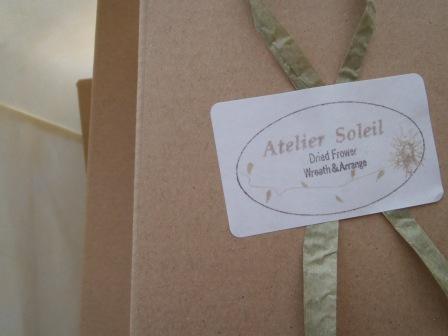 Atelier Soleil
Dried Frower
Wreath & Arrange